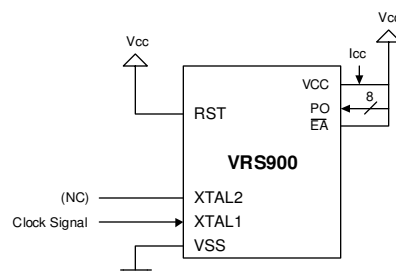 Vcc
Vcc
Icc
VCC
8
PO
RST
EA
VRS900
(NC)
XTAL2
Clock Signal
XTAL1
VSS